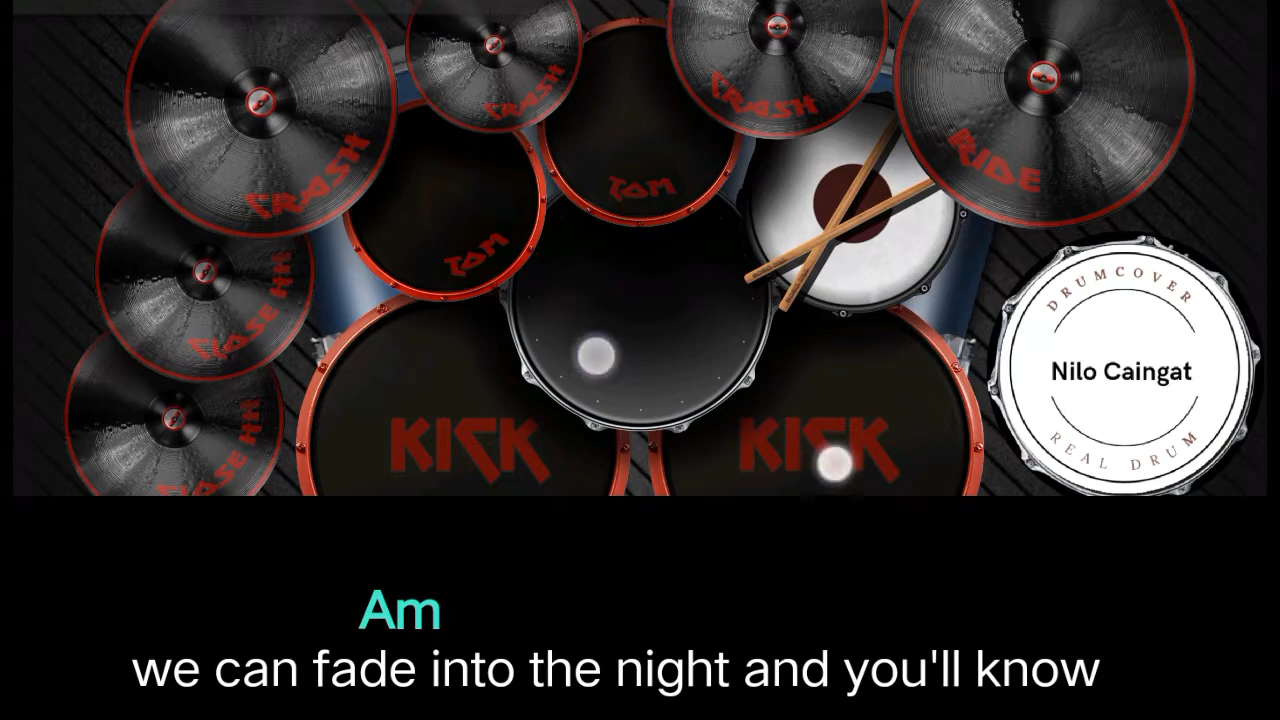 CRASH
CRASH
CRASH
RIDE
TOM
TOM
CLOSE HH
CLOSE HH
KICK
KICK
DRUMCOVER
Nilo Caingat
REAL DRUM
Am
we can fade into the night and you'll know